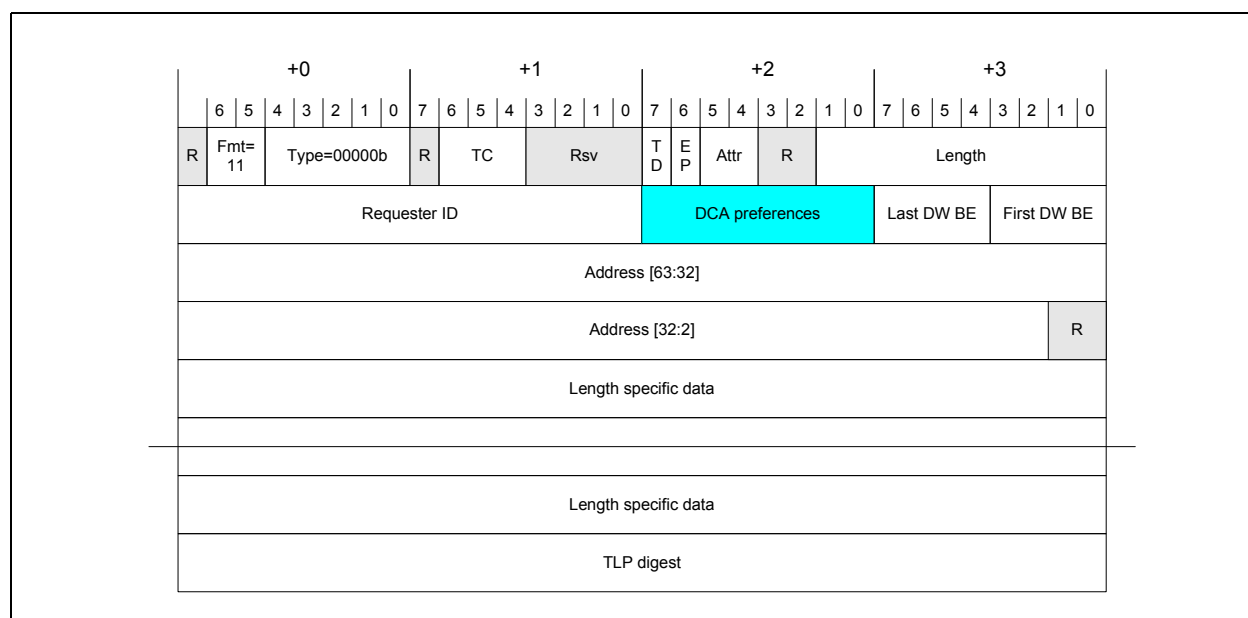 +0 +1 +2 +3
6 5 4 3 2 1 0 7 6 5 4 3 2 1 0 7 6 5 4 3 2 1 0 7 6 5 4 3 2 1 0
R Fmt= 11 Type=00000b R TC Rsv TD EP Attr R Length
Requester ID DCA preferences Last DW BE First DW BE
Address [63:32]
Address [32:2] R
Length specific data
Length specific data
TLP digest